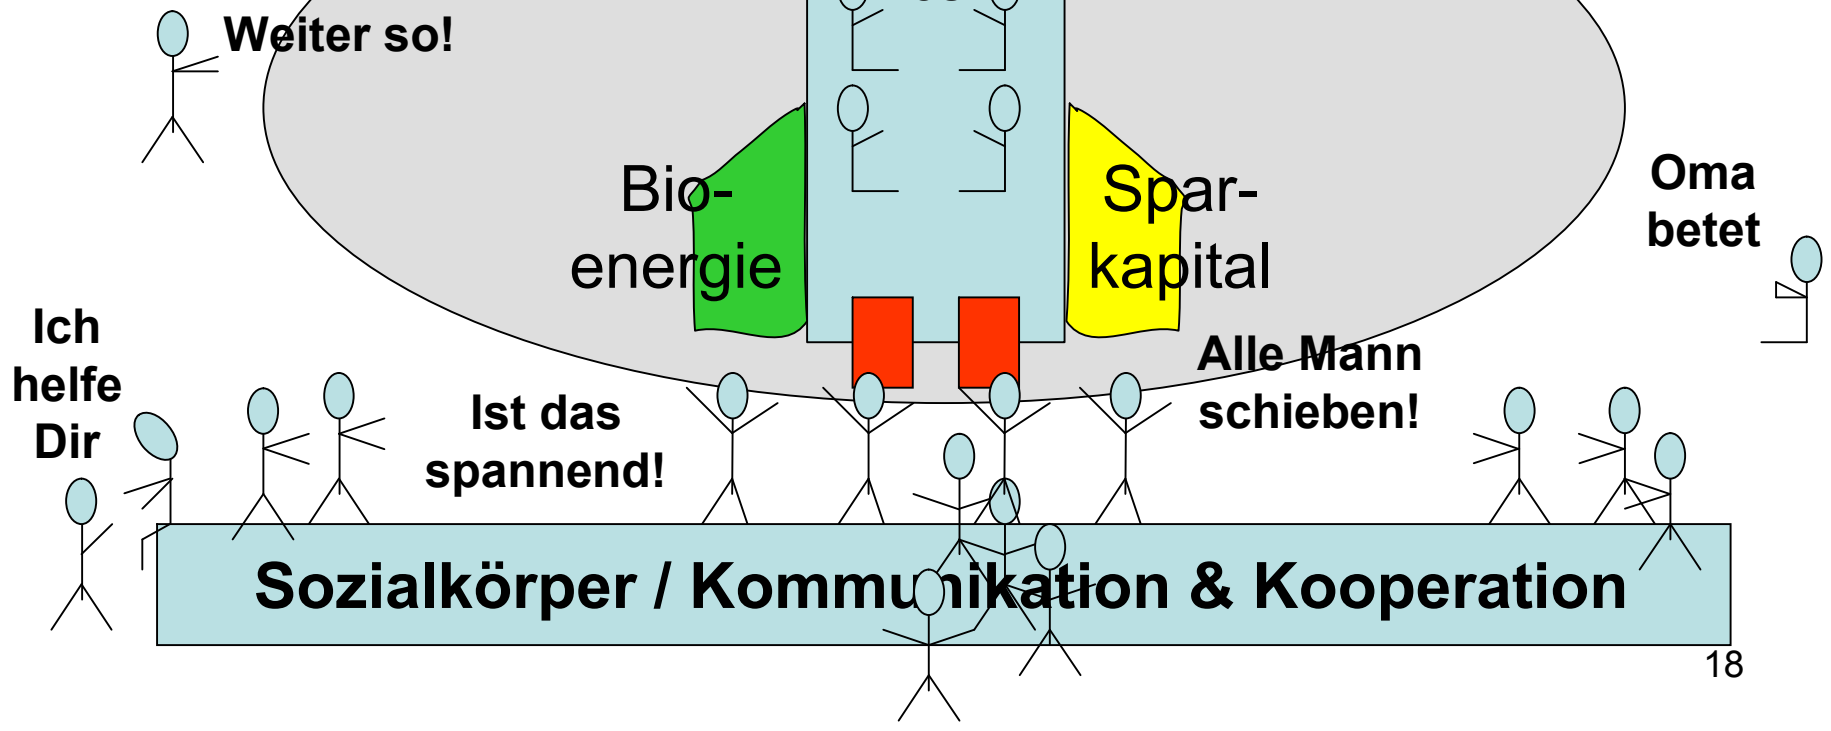 Weiter so!
Bio-
energie
Spar-
kapital
Oma
betet
Ich
helfe
Dir
Ist das
spannend!
Alle Mann
schieben!
Sozialkörper / Kommunikation & Kooperation
18